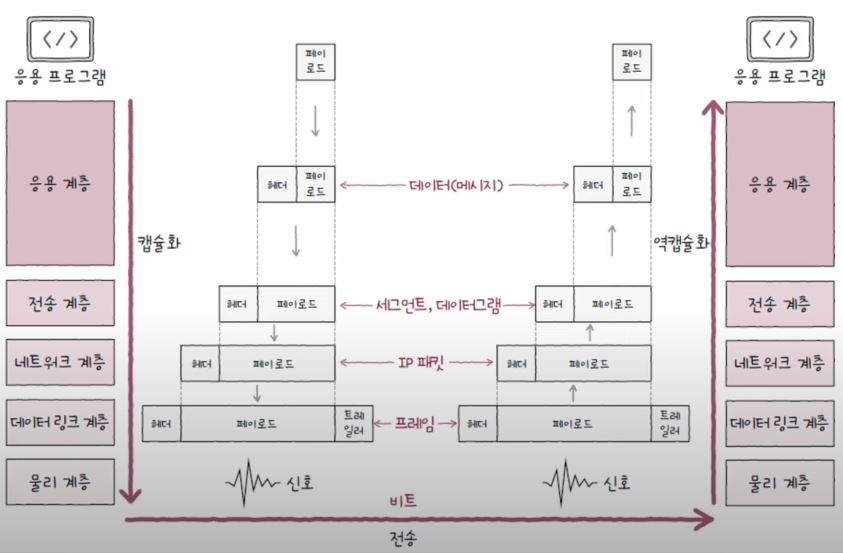 </>
응용 프로그램
페이
로드
페이
로드
</>
응용 프로그램
응용 계층
헤더
페이
로드
데이터(메시지)
헤더
페이
로드
응용 계층
캡슐화
역캡슐화
전송 계층
헤더
페이로드
세그먼트, 데이터그램
헤더
페이로드
전송 계층
네트워크 계층
헤더
페이로드
IP 패킷
헤더
페이로드
네트워크 계층
데이터 링크 계층
헤더
페이로드
트레
일러
프레임
헤더
페이로드
트레
일러
데이터 링크 계층
물리 계층
신호
신호
물리 계층
비트
전송